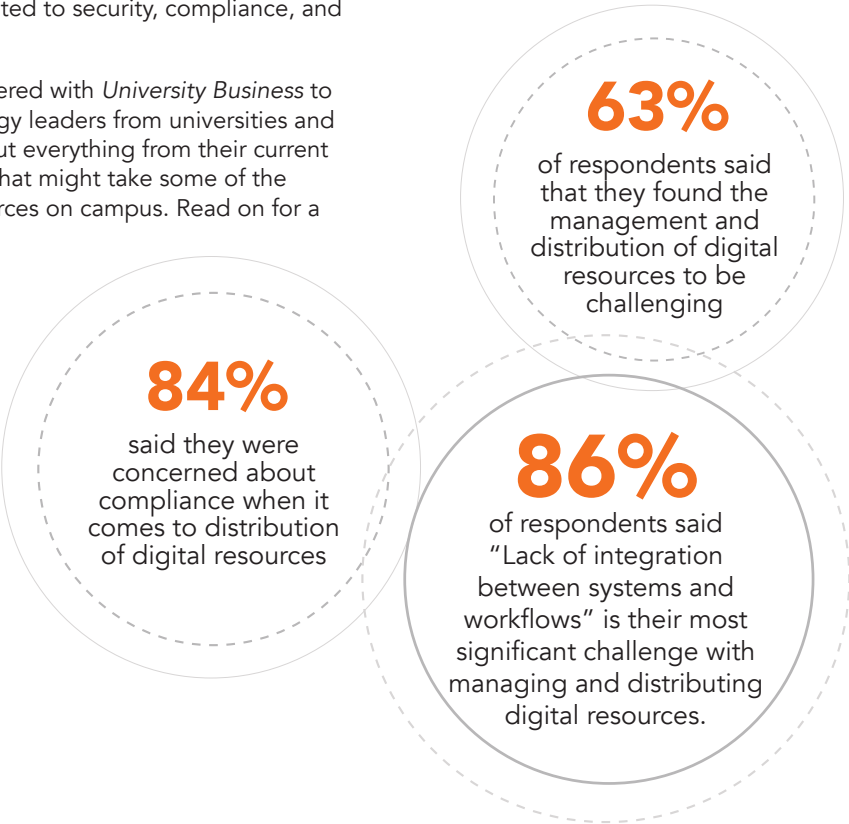 ted to security, compliance, and
ered with University Business to
gy leaders from universities and
ut everything from their current
hat might take some of the
rces on campus. Read on for a
63%
of respondents said
that they found the
management and
distribution of digital
resources to be
challenging
84%
said they were
concerned about
compliance when it
comes to distribution
of digital resources
86%
of respondents said
“Lack of integration
between systems and
workflows” is their most
significant challenge with
managing and distributing
digital resources.